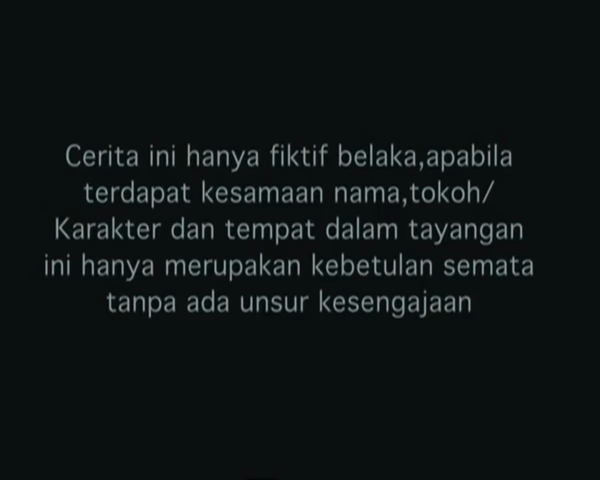 Cerita ini hanya fiktif belaka,apabila
terdapat kesamaan nama,tokoh/
Karakter dan tempat dalam tayangan
ini hanya merupakan kebetulan semata
tanpa ada unsur kesengajaan